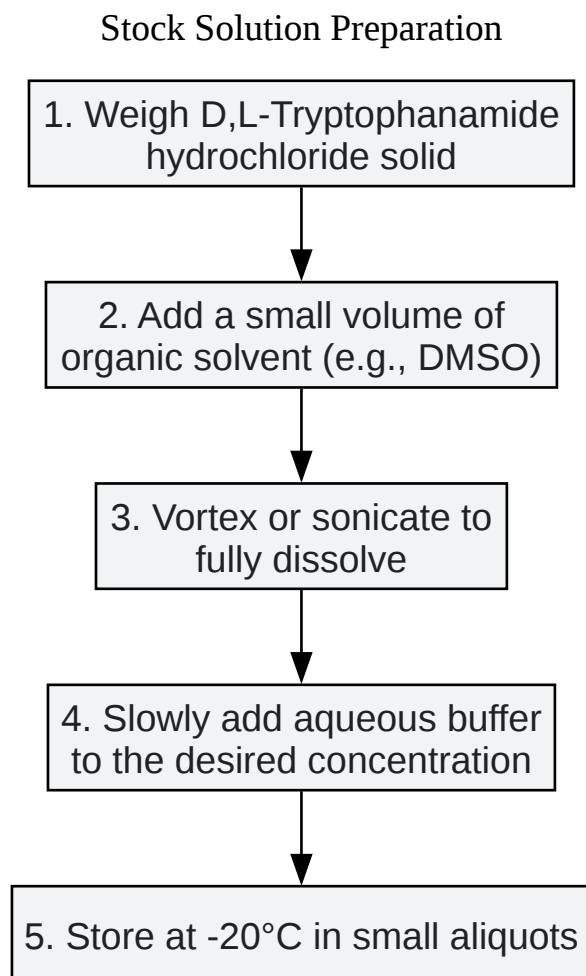 Stock Solution Preparation
1. Weigh D,L-Tryptophanamide
hydrochloride solid
2. Add a small volume of
organic solvent (e.g., DMSO)
3. Vortex or sonicate to
fully dissolve
4. Slowly add aqueous buffer
to the desired concentration
5. Store at -20°C in small aliquots